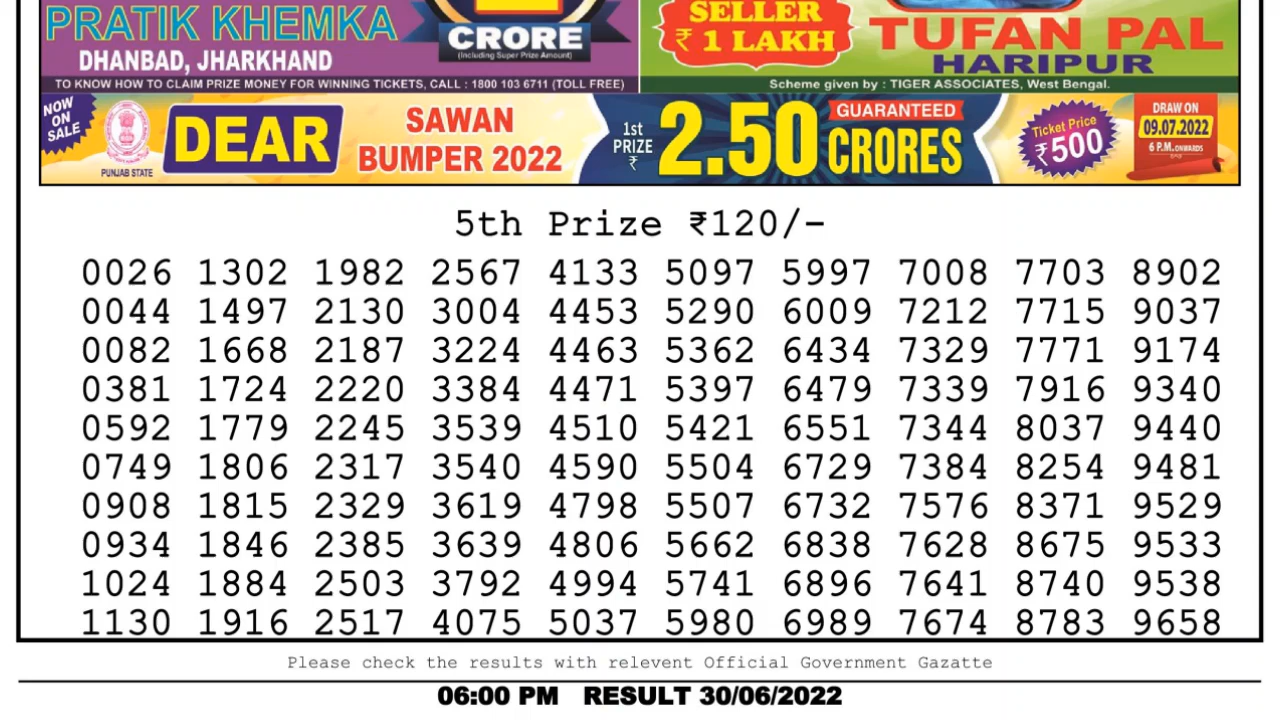 PRATIK KHEMKA
DHANBAD, JHARKHAND
CRORE
(Including Super Prize Amount)
TO KNOW HOW TO CLAIM PRIZE MONEY FOR WINNING TICKETS, CALL : 1800 103 6711 (TOLL FREE)
SELLER
₹ 1 LAKH
TUFAN PAL
HARIPUR
Scheme given by : TIGER ASSOCIATES, West Bengal.
NOW
ON
SALE
PUNJAB STATE
DEAR
SAWAN
BUMPER 2022
1st
PRIZE
₹
2.50
GUARANTEED
CRORES
Ticket Price
₹500
DRAW ON
09.07.2022
6 P.M. ONWARDS
5th Prize ₹120/-
0026 1302 1982 2567 4133 5097 5997 7008 7703 8902
0044 1497 2130 3004 4453 5290 6009 7212 7715 9037
0082 1668 2187 3224 4463 5362 6434 7329 7771 9174
0381 1724 2220 3384 4471 5397 6479 7339 7916 9340
0592 1779 2245 3539 4510 5421 6551 7344 8037 9440
0749 1806 2317 3540 4590 5504 6729 7384 8254 9481
0908 1815 2329 3619 4798 5507 6732 7576 8371 9529
0934 1846 2385 3639 4806 5662 6838 7628 8675 9533
1024 1884 2503 3792 4994 5741 6896 7641 8740 9538
1130 1916 2517 4075 5037 5980 6989 7674 8783 9658
Please check the results with relevent Official Government Gazatte
06:00 PM RESULT 30/06/2022